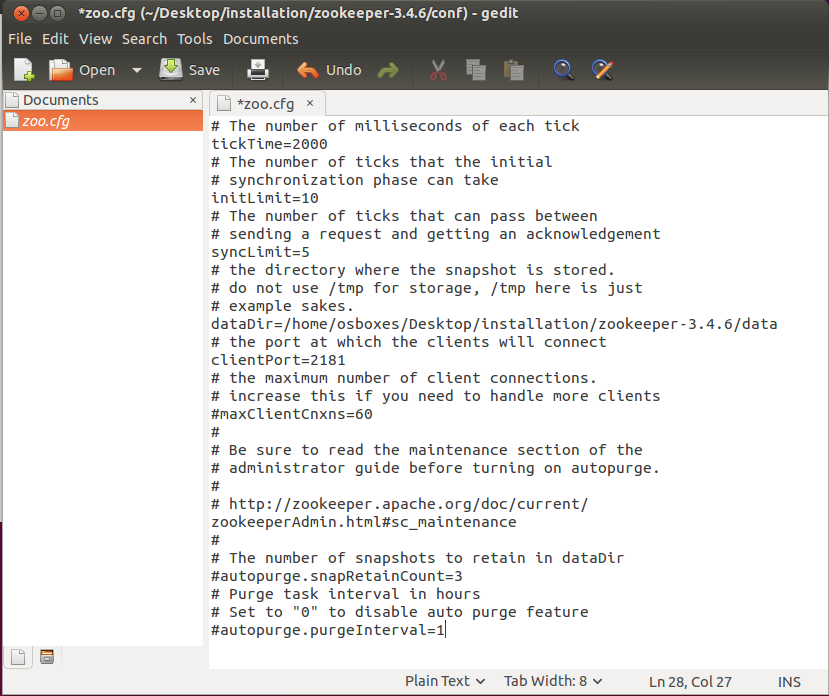 *zoo.cfg (~/Desktop/installation/zookeeper-3.4.6/conf) - gedit
File Edit View Search Tools Documents
Open Save Undo
Documents ×
*zoo.cfg ×
zoo.cfg
# The number of milliseconds of each tick
tickTime=2000
# The number of ticks that the initial
# synchronization phase can take
initLimit=10
# The number of ticks that can pass between
# sending a request and getting an acknowledgement
syncLimit=5
# the directory where the snapshot is stored.
# do not use /tmp for storage, /tmp here is just
# example sakes.
dataDir=/home/osboxes/Desktop/installation/zookeeper-3.4.6/data
# the port at which the clients will connect
clientPort=2181
# the maximum number of client connections.
# increase this if you need to handle more clients
#maxClientCnxns=60
#
# Be sure to read the maintenance section of the
# administrator guide before turning on autopurge.
#
# http://zookeeper.apache.org/doc/current/
zookeeperAdmin.html#sc_maintenance
#
# The number of snapshots to retain in dataDir
#autopurge.snapRetainCount=3
# Purge task interval in hours
# Set to "0" to disable auto purge feature
#autopurge.purgeInterval=1
Plain Text Tab Width: 8 Ln 28, Col 27 INS